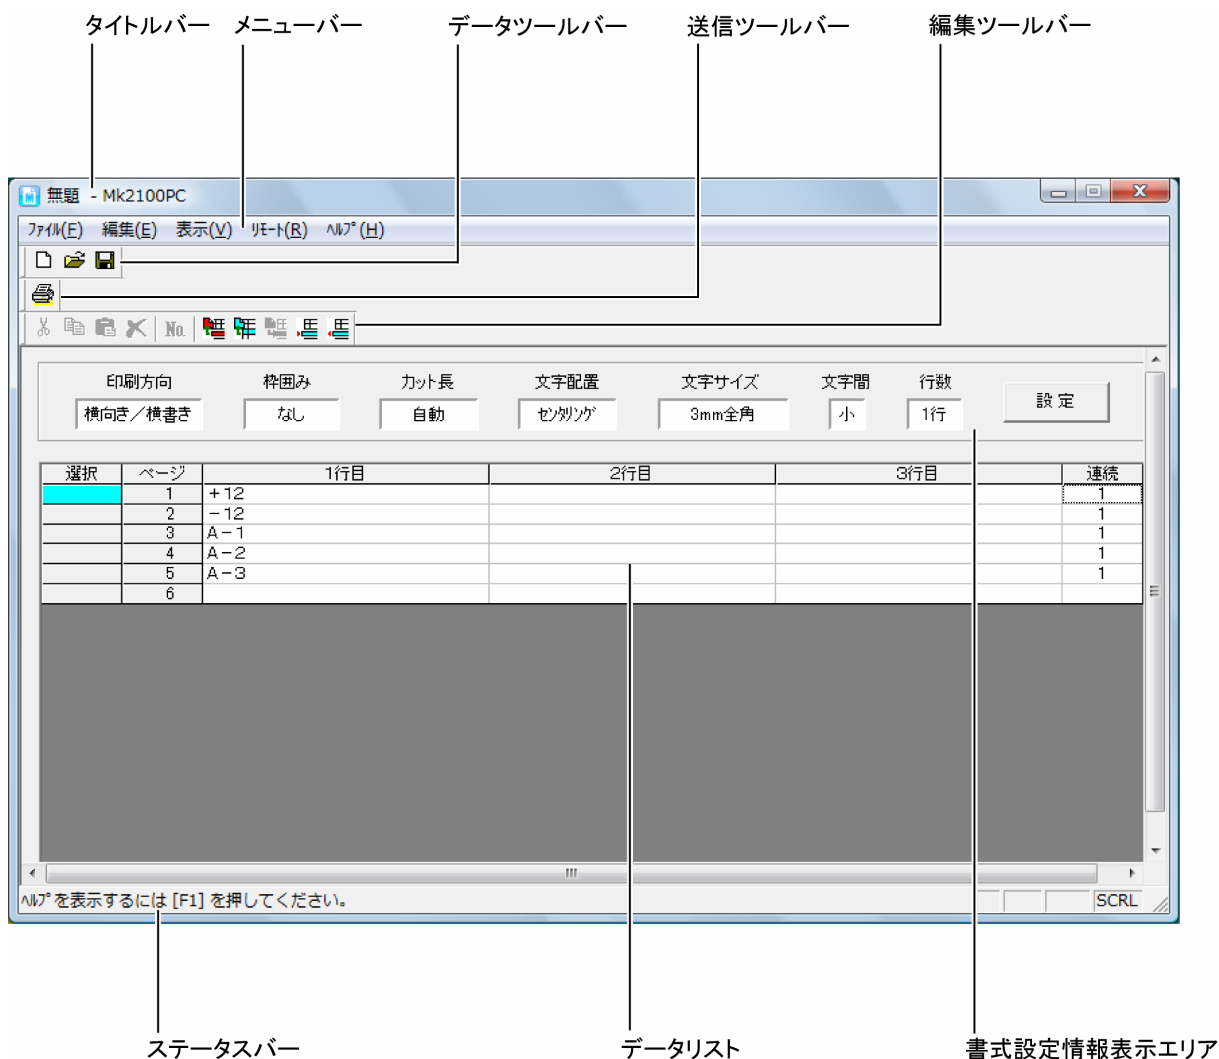 タイトルバー メニューバー データツールバー 送信ツールバー 編集ツールバー
無題 - Mk2100PC
ﾌｧｲﾙ(F) 編集(E) 表示(V) ﾘﾓｰﾄ(R) ﾍﾙﾌﾟ(H)
No.
印刷方向 枠囲み カット長 文字配置 文字サイズ 文字間 行数
横向き／横書き なし 自動 ｾﾝﾀﾘﾝｸﾞ 3mm全角 小 1行 設定
選択 ページ 1行目 2行目 3行目 連続
1 ＋12 1
2 －12 1
3 A－1 1
4 A－2 1
5 A－3 1
6
ﾍﾙﾌﾟを表示するには [F1] を押してください。 SCRL
ステータスバー データリスト 書式設定情報表示エリア